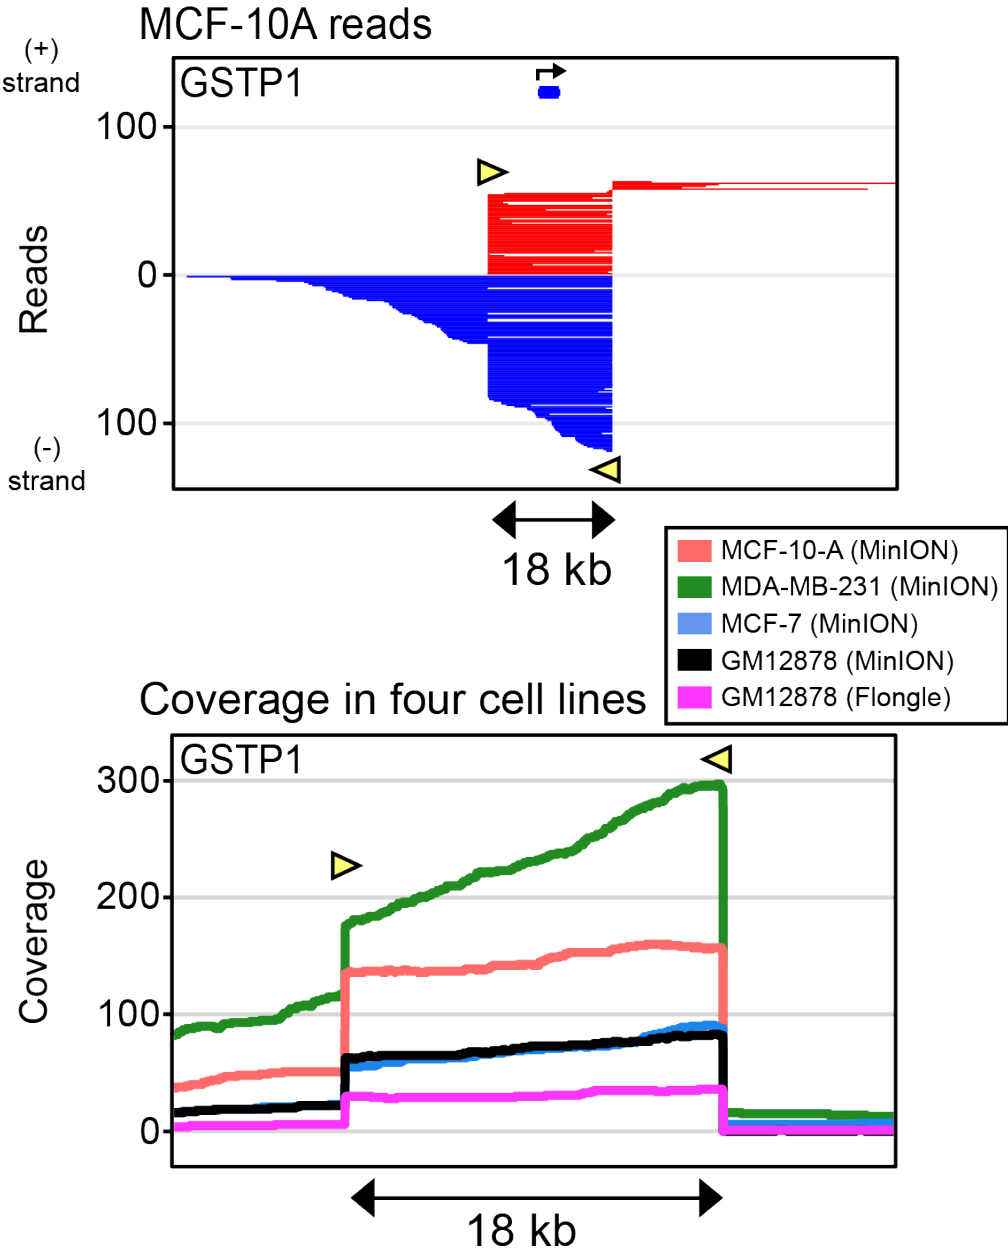 MCF-10A reads
(+)
strand
GSTP1
100
0
100
Reads
(-)
strand
18 kb
MCF-10-A (MinION)
MDA-MB-231 (MinION)
MCF-7 (MinION)
GM12878 (MinION)
GM12878 (Flongle)
Coverage in four cell lines
GSTP1
300
200
100
0
Coverage
18 kb